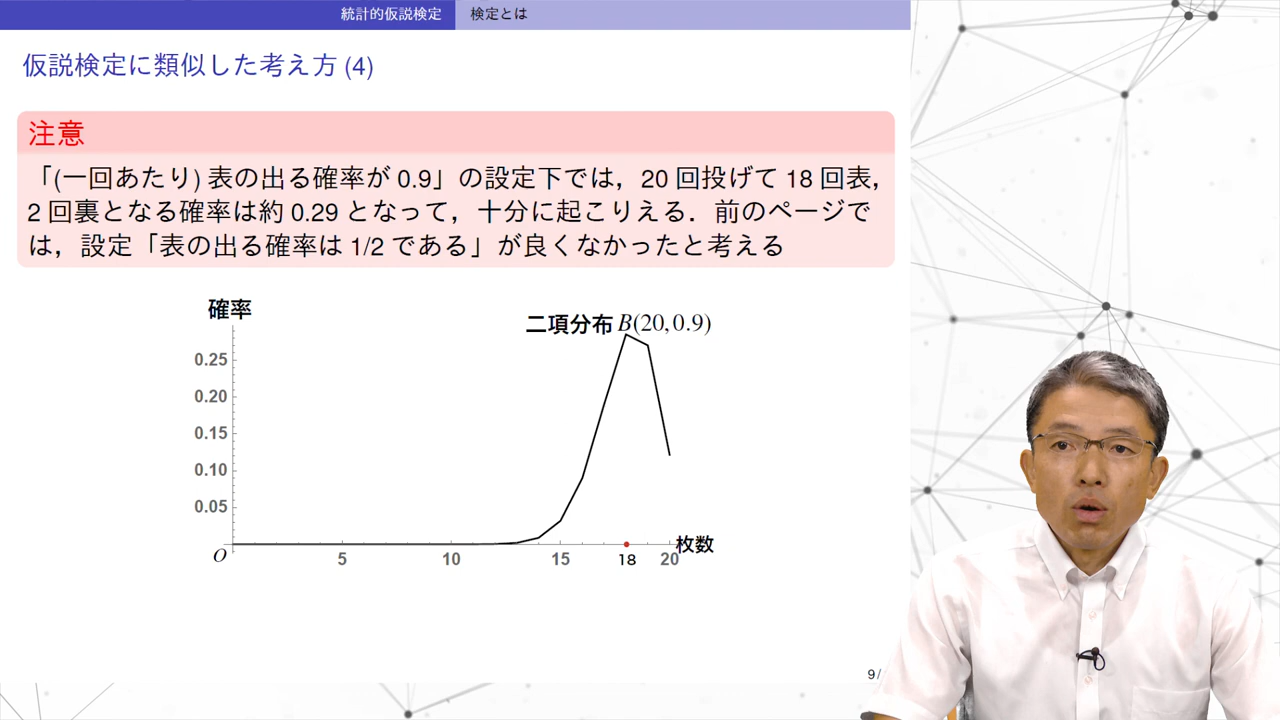 統計的仮説検定 検定とは
仮説検定に類似した考え方 (4)
注意
「(一回あたり) 表の出る確率が 0.9」の設定下では，20 回投げて 18 回表，
2 回裏となる確率は約 0.29 となって，十分に起こりえる．前のページで
は，設定「表の出る確率は 1/2 である」が良くなかったと考える
確率
二項分布 B(20, 0.9)
0.25
0.20
0.15
0.10
0.05
O
5
10
15
18
20
枚数
9/